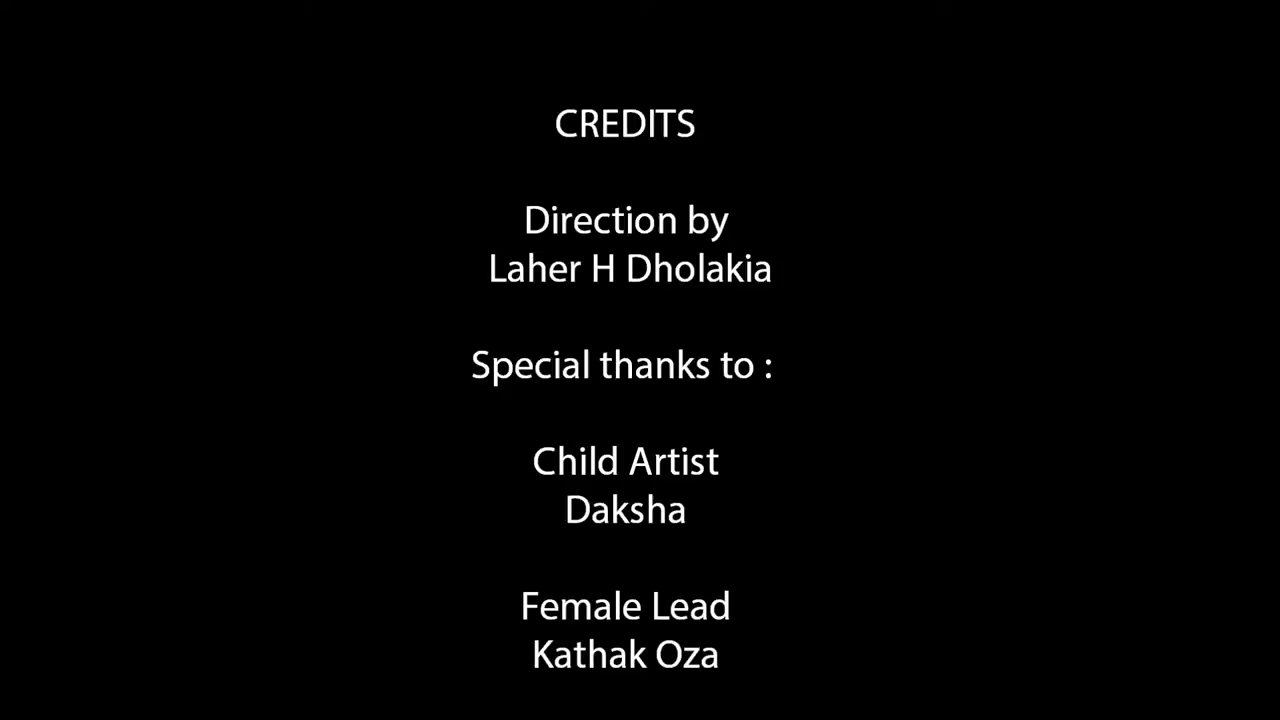 CREDITS
Direction by
Laher H Dholakia
Special thanks to :
Child Artist
Daksha
Female Lead
Kathak Oza